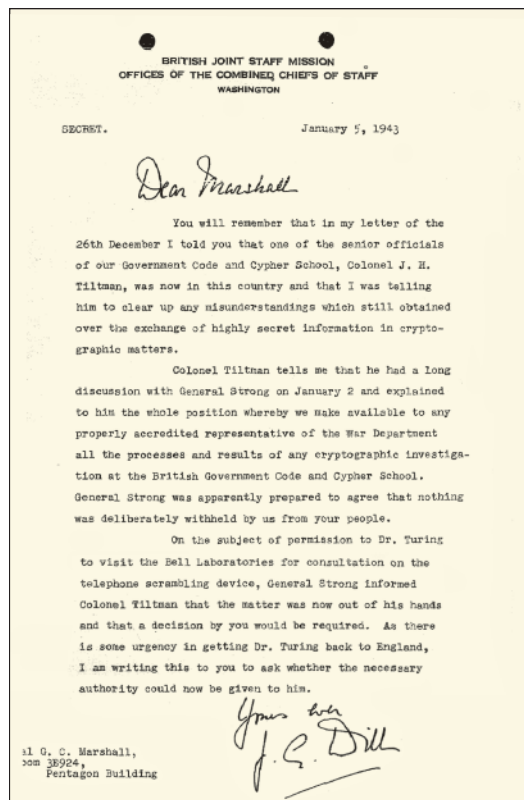 BRITISH JOINT STAFF MISSION
OFFICES OF THE COMBINED CHIEFS OF STAFF
WASHINGTON
SECRET.
January 5, 1943
Dear Marshall
You will remember that in my letter of the
26th December I told you that one of the senior officials
of our Government Code and Cypher School, Colonel J. H.
Tiltman, was now in this country and that I was telling
him to clear up any misunderstandings which still obtained
over the exchange of highly secret information in crypto-
graphic matters.
Colonel Tiltman tells me that he had a long
discussion with General Strong on January 2 and explained
to him the whole position whereby we make available to any
properly accredited representative of the War Department
all the processes and results of any cryptographic investiga-
tion at the British Government Code and Cypher School.
General Strong was apparently prepared to agree that nothing
was deliberately withheld by us from your people.
On the subject of permission to Dr. Turing
to visit the Bell Laboratories for consultation on the
telephone scrambling device, General Strong informed
Colonel Tiltman that the matter was now out of his hands
and that a decision by you would be required. As there
is some urgency in getting Dr. Turing back to England,
I am writing this to you to ask whether the necessary
authority could now be given to him.
Yours ever
J. G. Dill
al G. C. Marshall,
oom 3E924,
Pentagon Building